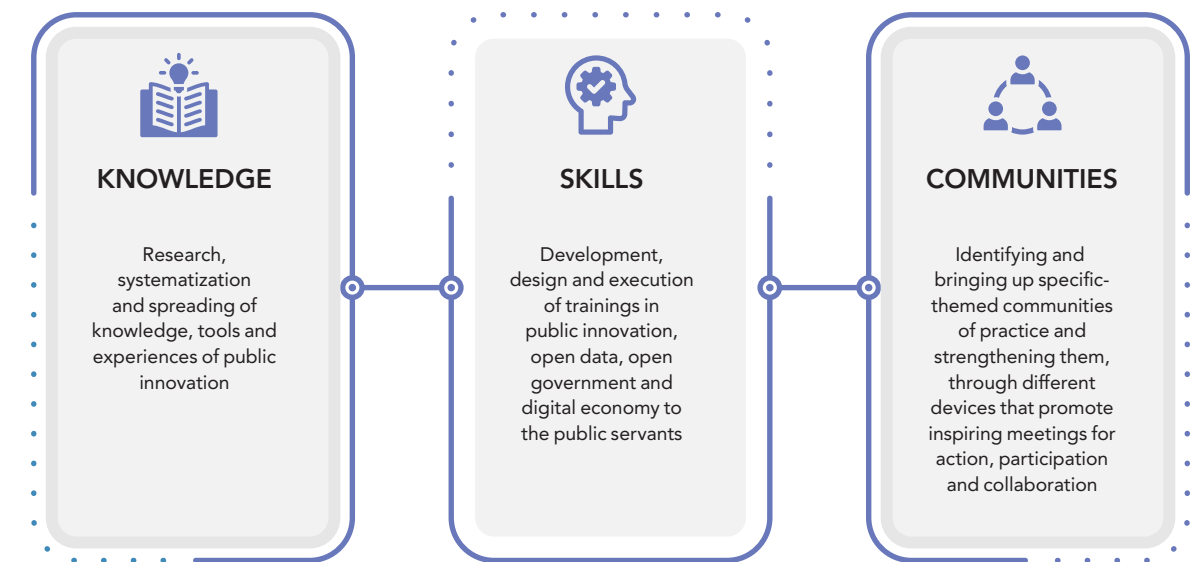 KNOWLEDGE
Research,
systematization
and spreading of
knowledge, tools and
experiences of public
innovation
SKILLS
Development,
design and execution
of trainings in
public innovation,
open data, open
government and
digital economy to
the public servants
COMMUNITIES
Identifying and
bringing up specific-
themed communities
of practice and
strengthening them,
through different
devices that promote
inspiring meetings for
action, participation
and collaboration